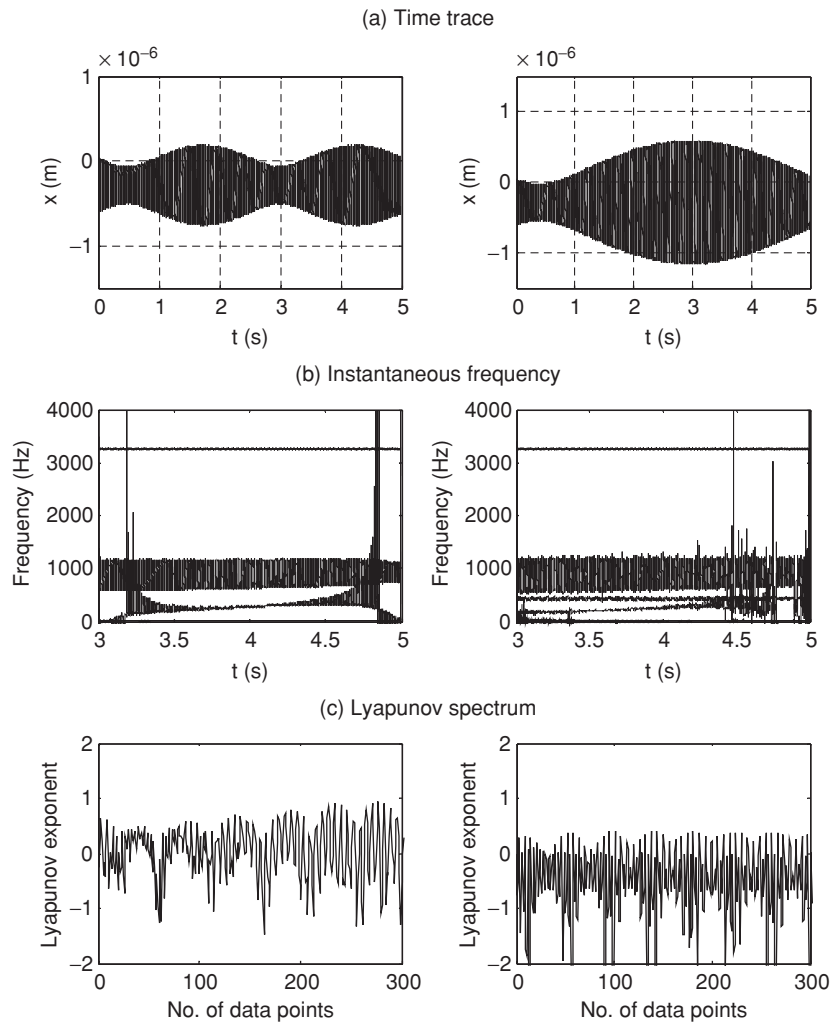 (a) Time trace
× 10⁻⁶
1
0
−1
x (m)
0 1 2 3 4 5
t (s)
× 10⁻⁶
1
0
−1
x (m)
0 1 2 3 4 5
t (s)
(b) Instantaneous frequency
4000
3000
2000
1000
0
Frequency (Hz)
3 3.5 4 4.5 5
t (s)
4000
3000
2000
1000
0
Frequency (Hz)
3 3.5 4 4.5 5
t (s)
(c) Lyapunov spectrum
2
1
0
−1
−2
Lyapunov exponent
0 100 200 300
No. of data points
2
1
0
−1
−2
Lyapunov exponent
0 100 200 300
No. of data points